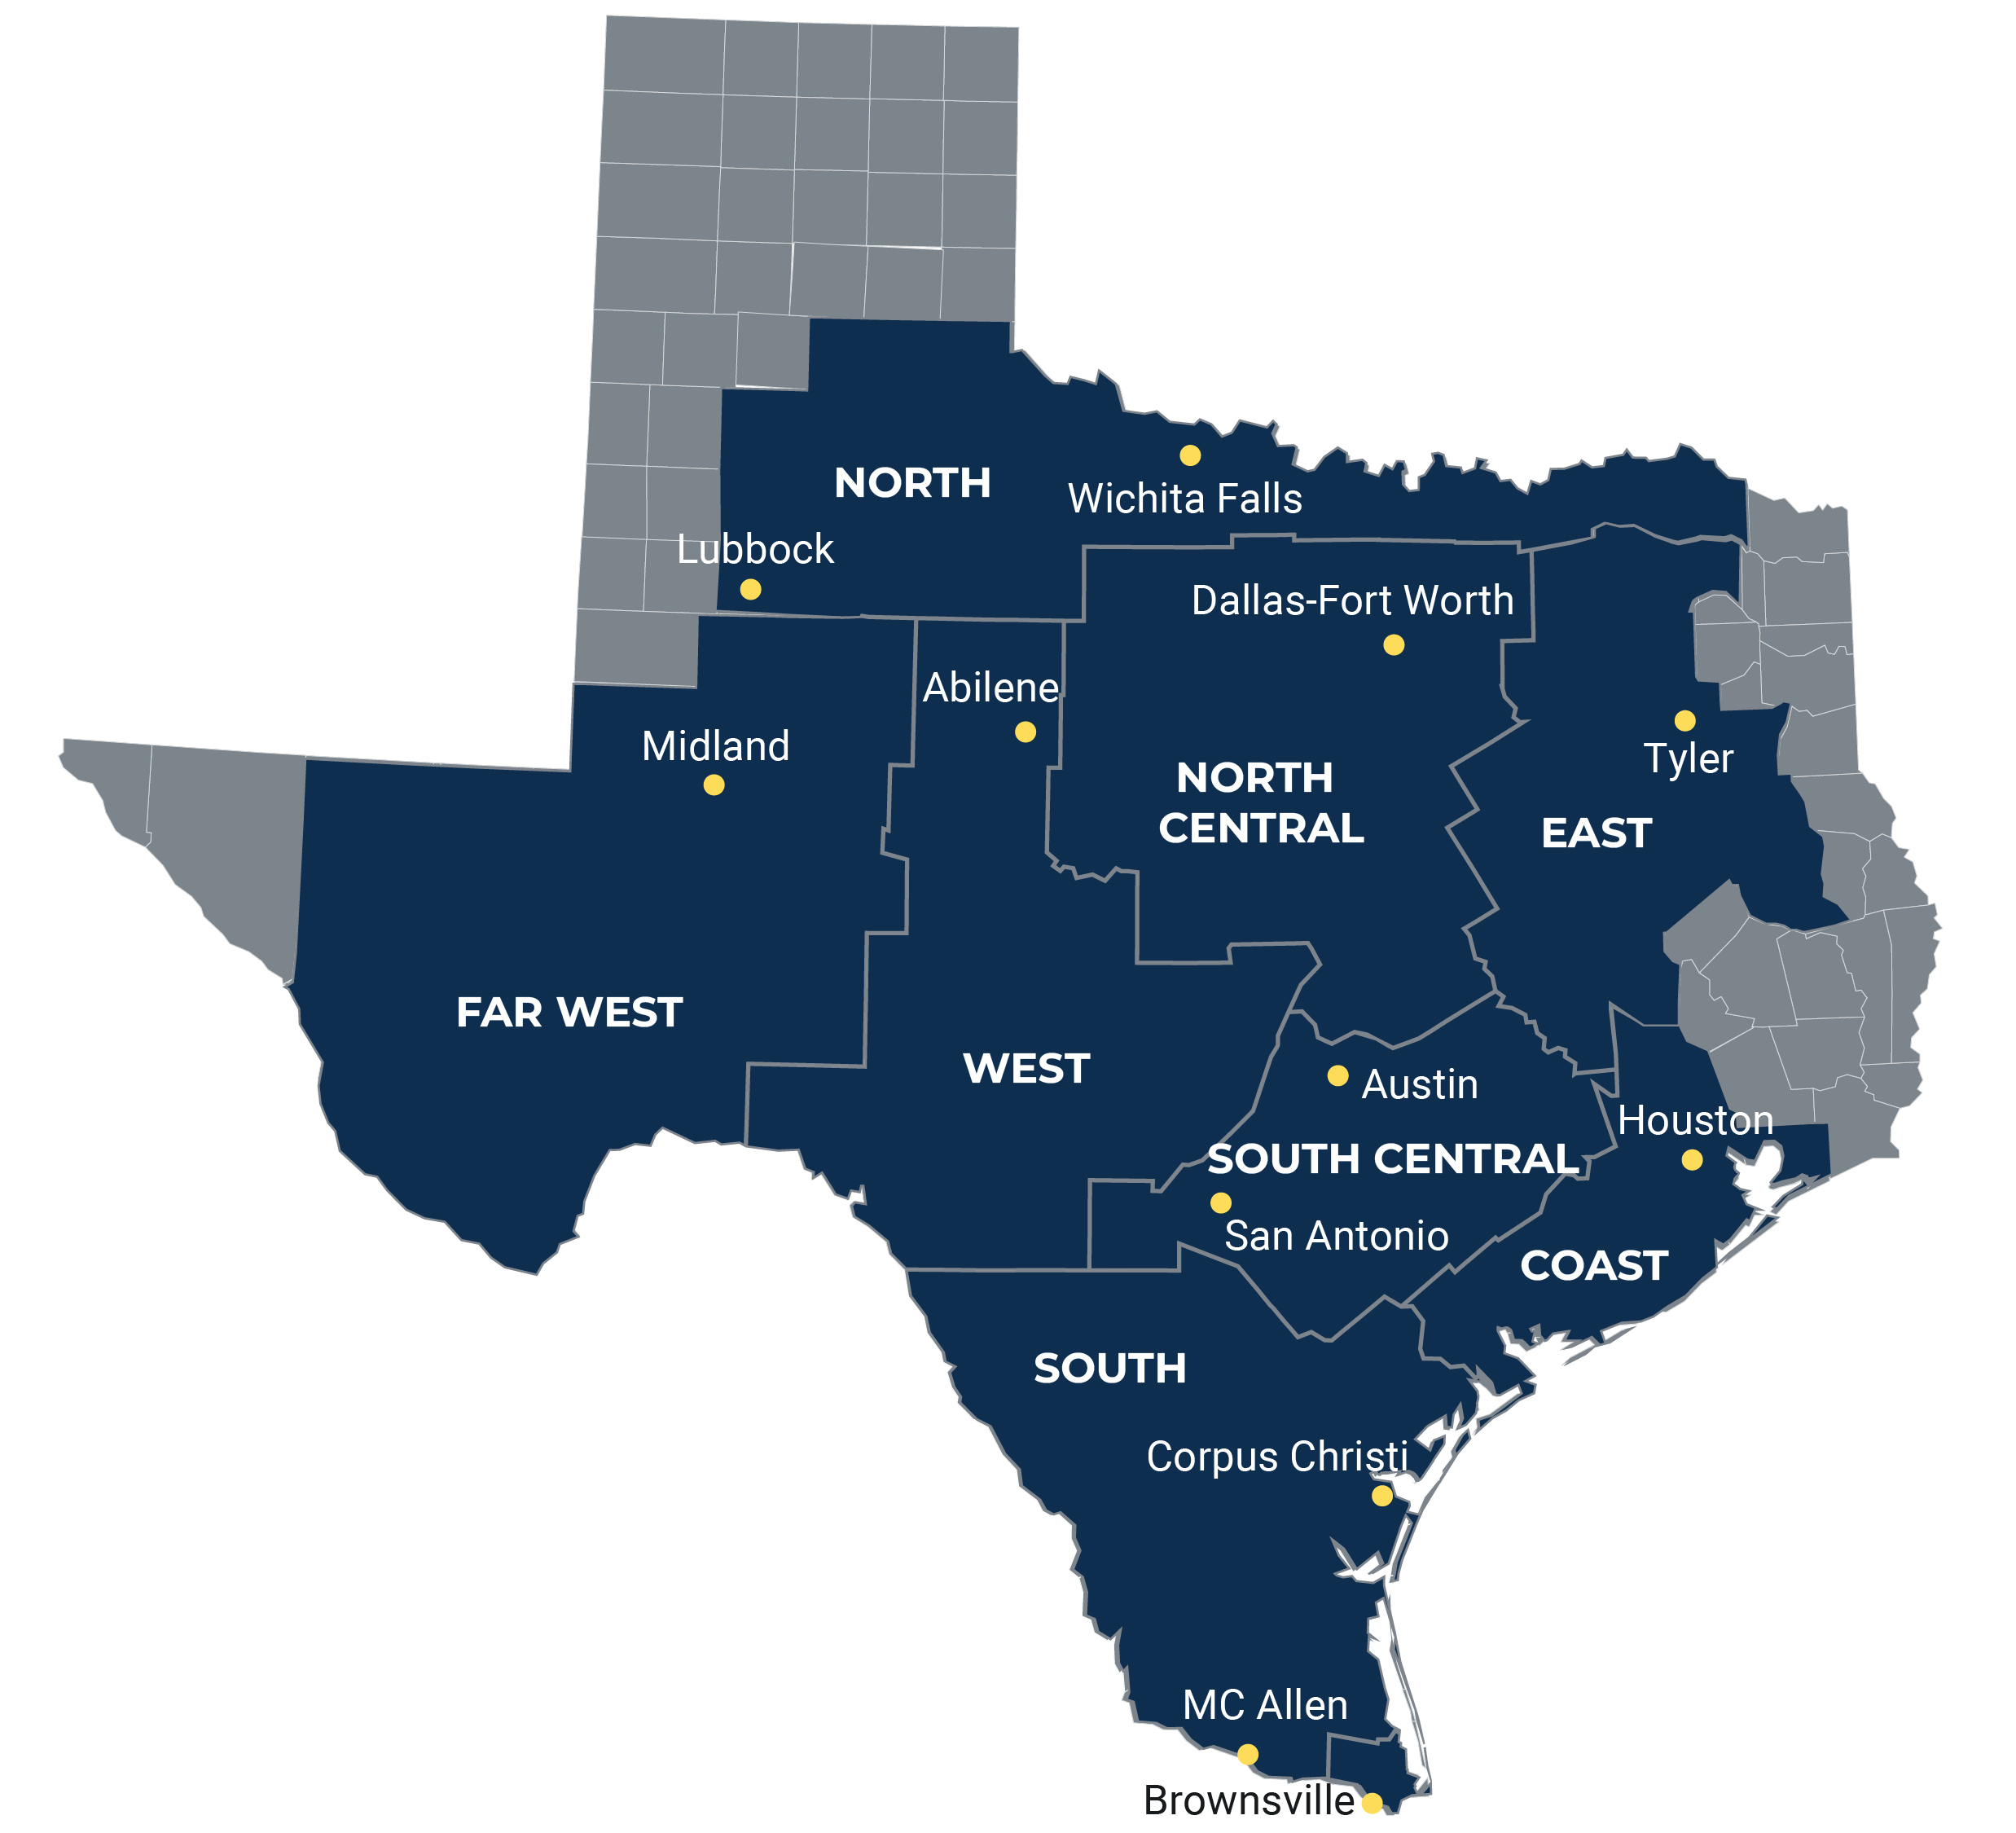 NORTH
Wichita Falls
Lubbock
Dallas-Fort Worth
Abilene
Midland
Tyler
NORTH
CENTRAL
EAST
FAR WEST
WEST
Austin
Houston
SOUTH CENTRAL
San Antonio
COAST
SOUTH
Corpus Christi
MC Allen
Brownsville